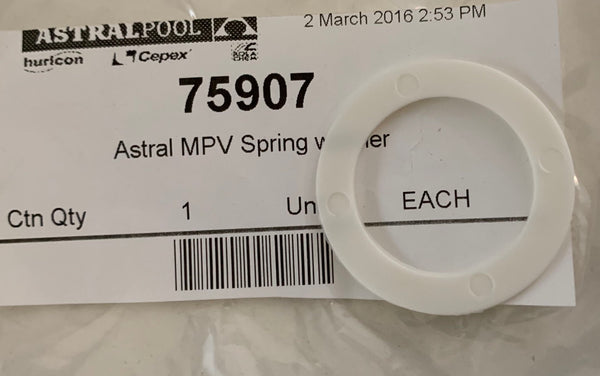 ASTRALPOOL
2 March 2016 2:53 PM
hurlcon Cepex
75907
Astral MPV Spring
Ctn Qty 1 EACH